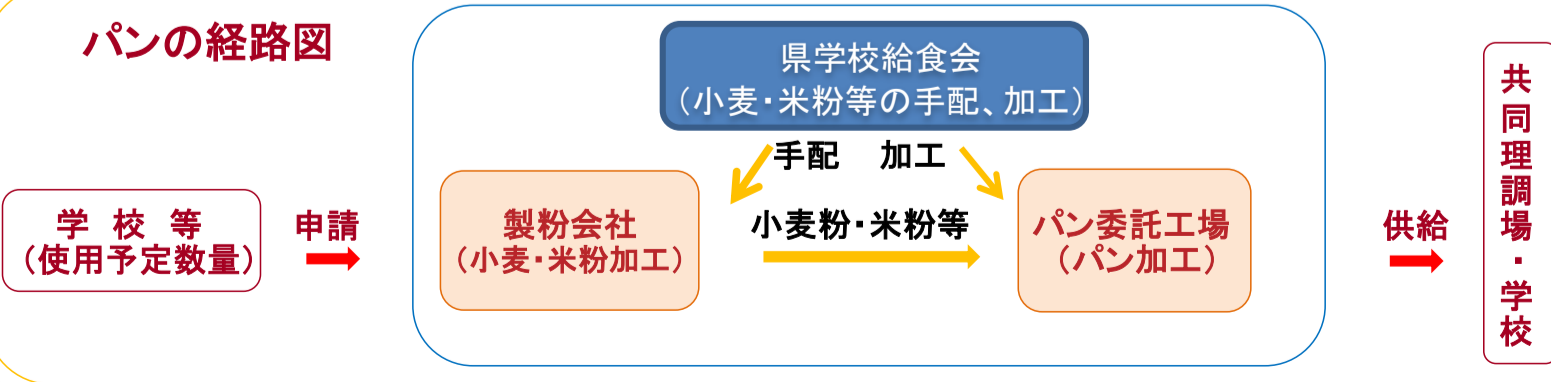 パンの経路図
県学校給食会
(小麦・米粉等の手配、加工)
手配 加工
学 校 等
(使用予定数量)
申請
製粉会社
(小麦・米粉加工)
小麦粉・米粉等
パン委託工場
(パン加工)
供給
共同理調場・学校